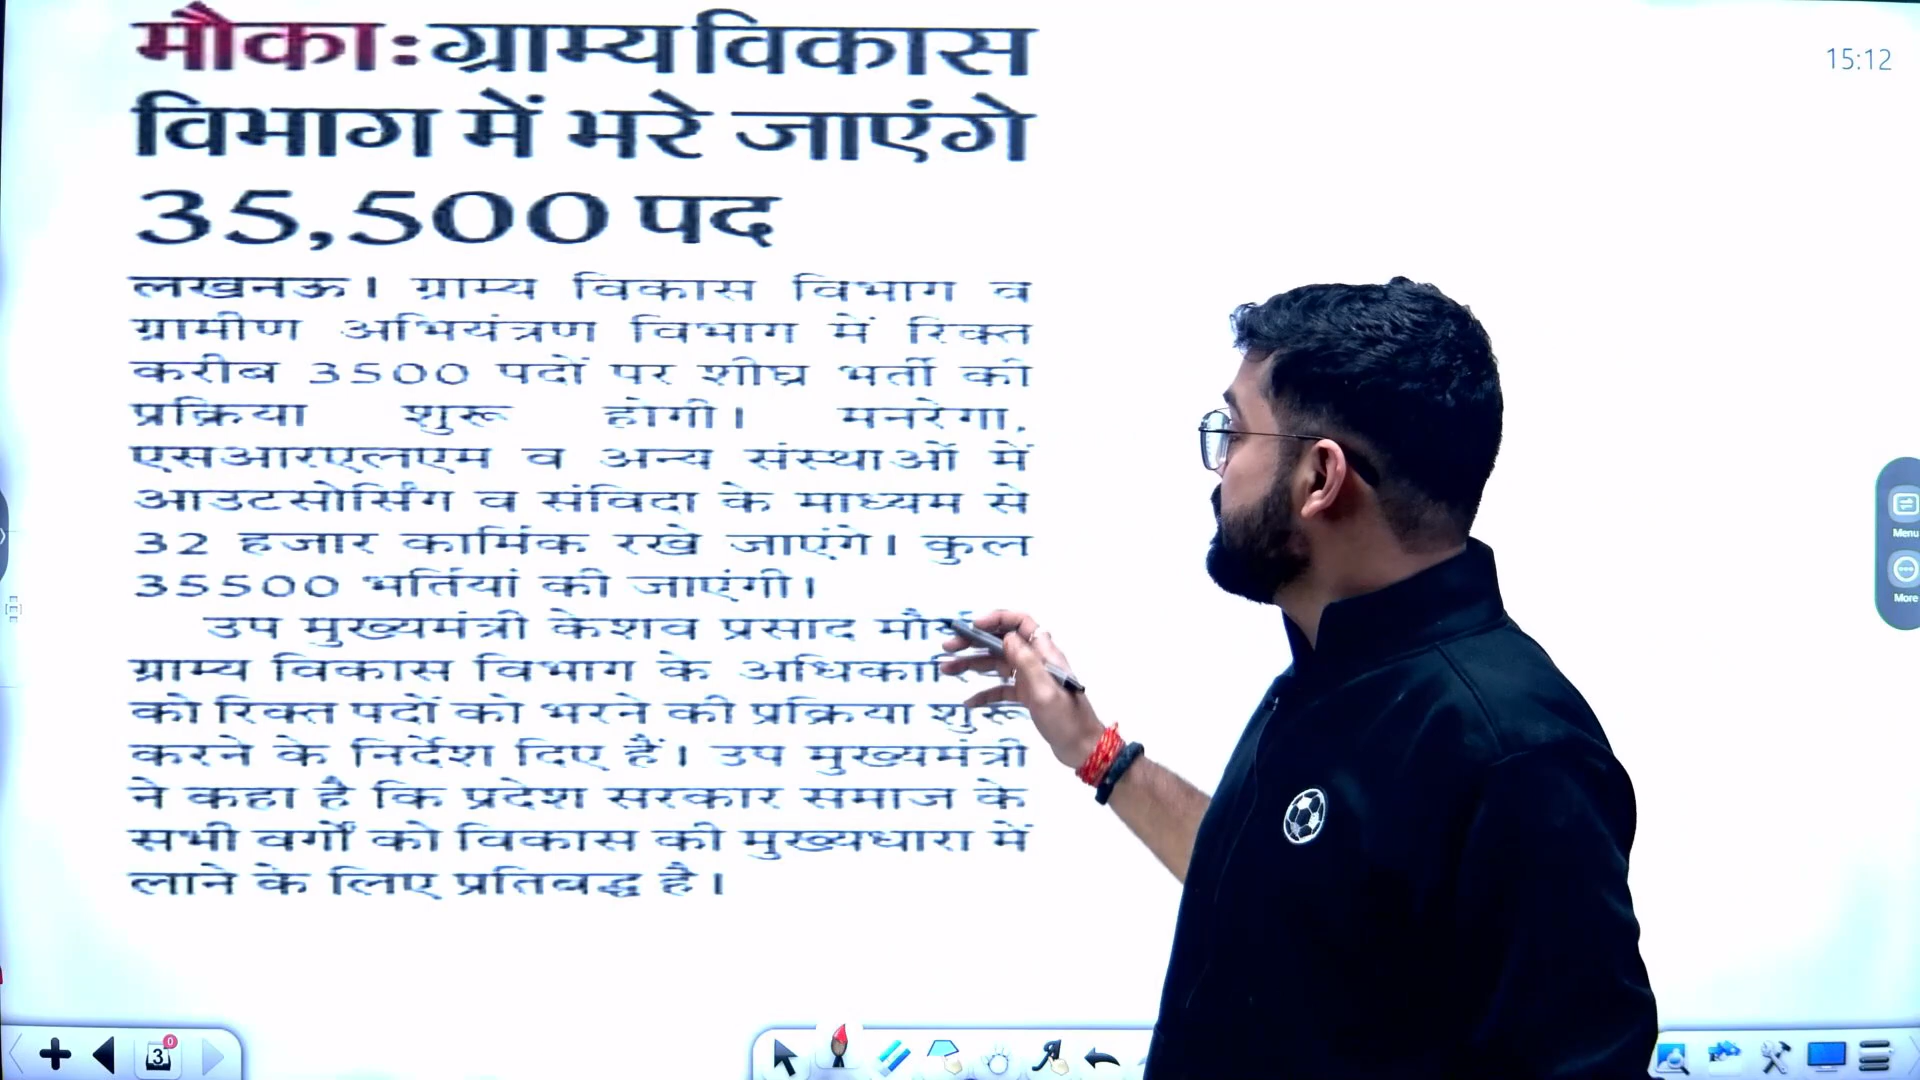 मौका: ग्राम्य विकास
विभाग में भरे जाएंगे
35,500 पद
लखनऊ। ग्राम्य विकास विभाग व
ग्रामीण अभियंत्रण विभाग में रिक्त
करीब 3500 पदों पर शीघ्र भर्ती की
प्रक्रिया शुरू होगी। मनरेगा,
एसआरएलएम व अन्य संस्थाओं में
आउटसोर्सिंग व संविदा के माध्यम से
32 हजार कार्मिक रखे जाएंगे। कुल
35500 भर्तियां की जाएंगी।
उप मुख्यमंत्री केशव प्रसाद
ग्राम्य विकास विभाग के
को रिक्त पदों को भरने की प्रक्रिया शुरू
करने के निर्देश दिए हैं। उप मुख्यमंत्री
ने कहा है कि प्रदेश सरकार समाज के
सभी वर्गों को विकास की मुख्यधारा में
लाने के लिए प्रतिबद्ध है।
15:12
Menu
More
3
0